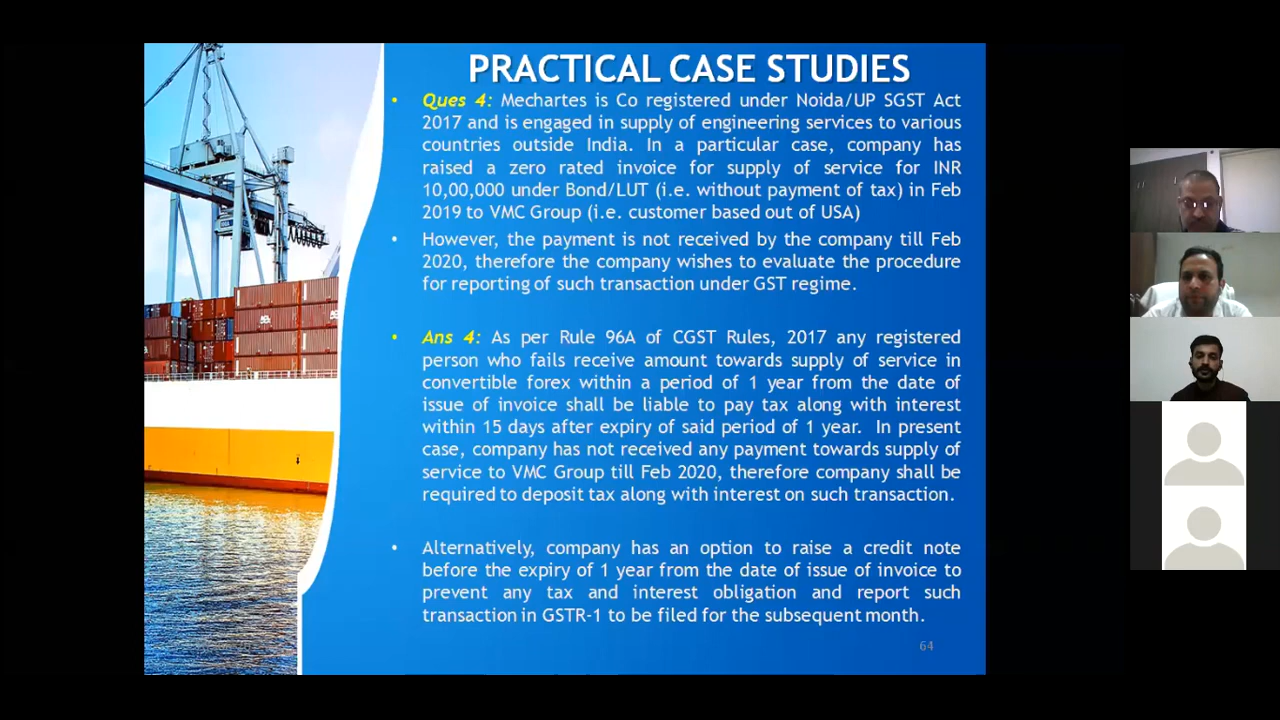 PRACTICAL CASE STUDIES
• Ques 4: Mechartes is Co registered under Noida/UP SGST Act
2017 and is engaged in supply of engineering services to various
countries outside India. In a particular case, company has
raised a zero rated invoice for supply of service for INR
10,00,000 under Bond/LUT (i.e. without payment of tax) in Feb
2019 to VMC Group (i.e. customer based out of USA)
• However, the payment is not received by the company till Feb
2020, therefore the company wishes to evaluate the procedure
for reporting of such transaction under GST regime.
• Ans 4: As per Rule 96A of CGST Rules, 2017 any registered
person who fails receive amount towards supply of service in
convertible forex within a period of 1 year from the date of
issue of invoice shall be liable to pay tax along with interest
within 15 days after expiry of said period of 1 year. In present
case, company has not received any payment towards supply of
service to VMC Group till Feb 2020, therefore company shall be
required to deposit tax along with interest on such transaction.
• Alternatively, company has an option to raise a credit note
before the expiry of 1 year from the date of issue of invoice to
prevent any tax and interest obligation and report such
transaction in GSTR-1 to be filed for the subsequent month.
64